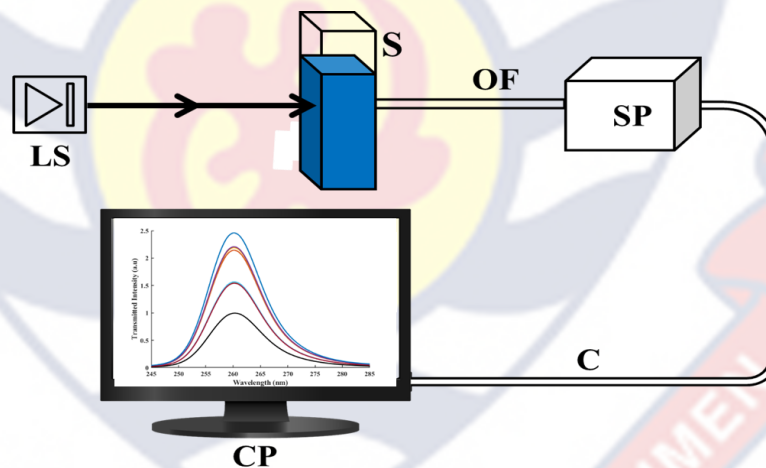 S
OF
SP
LS
2.5
2
1.5
1
0.5
0
Transmitted Intensity (a.u)
245 250 255 260 265 270 275 280 285
Wavelength (nm)
C
CP
IMEN